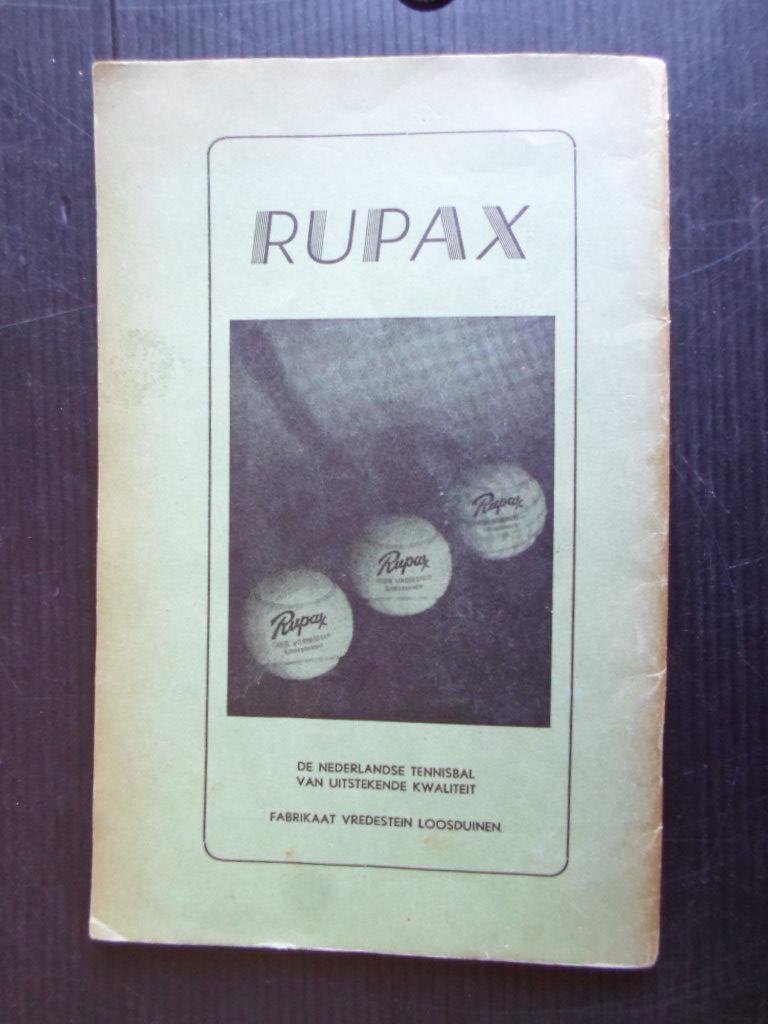 RUPAX
Rupax
Rupax
Rupax
DE NEDERLANDSE TENNISBAL
VAN UITSTEKENDE KWALITEIT
FABRIKAAT VREDESTEIN LOOSDUINEN